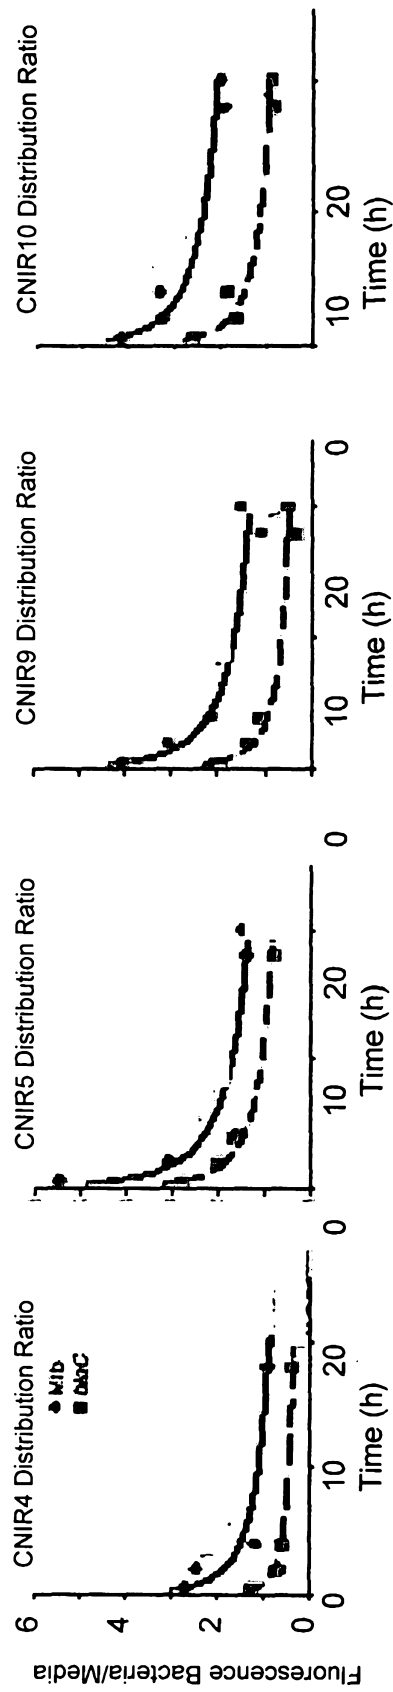 CNIR4 Distribution Ratio
CNIR5 Distribution Ratio
CNIR9 Distribution Ratio
CNIR10 Distribution Ratio
Fluorescence Bacteria/Media
6
4
2
0
0 10 20
0 10 20
0 10 20
0 10 20
Time (h)
Time (h)
Time (h)
Time (h)